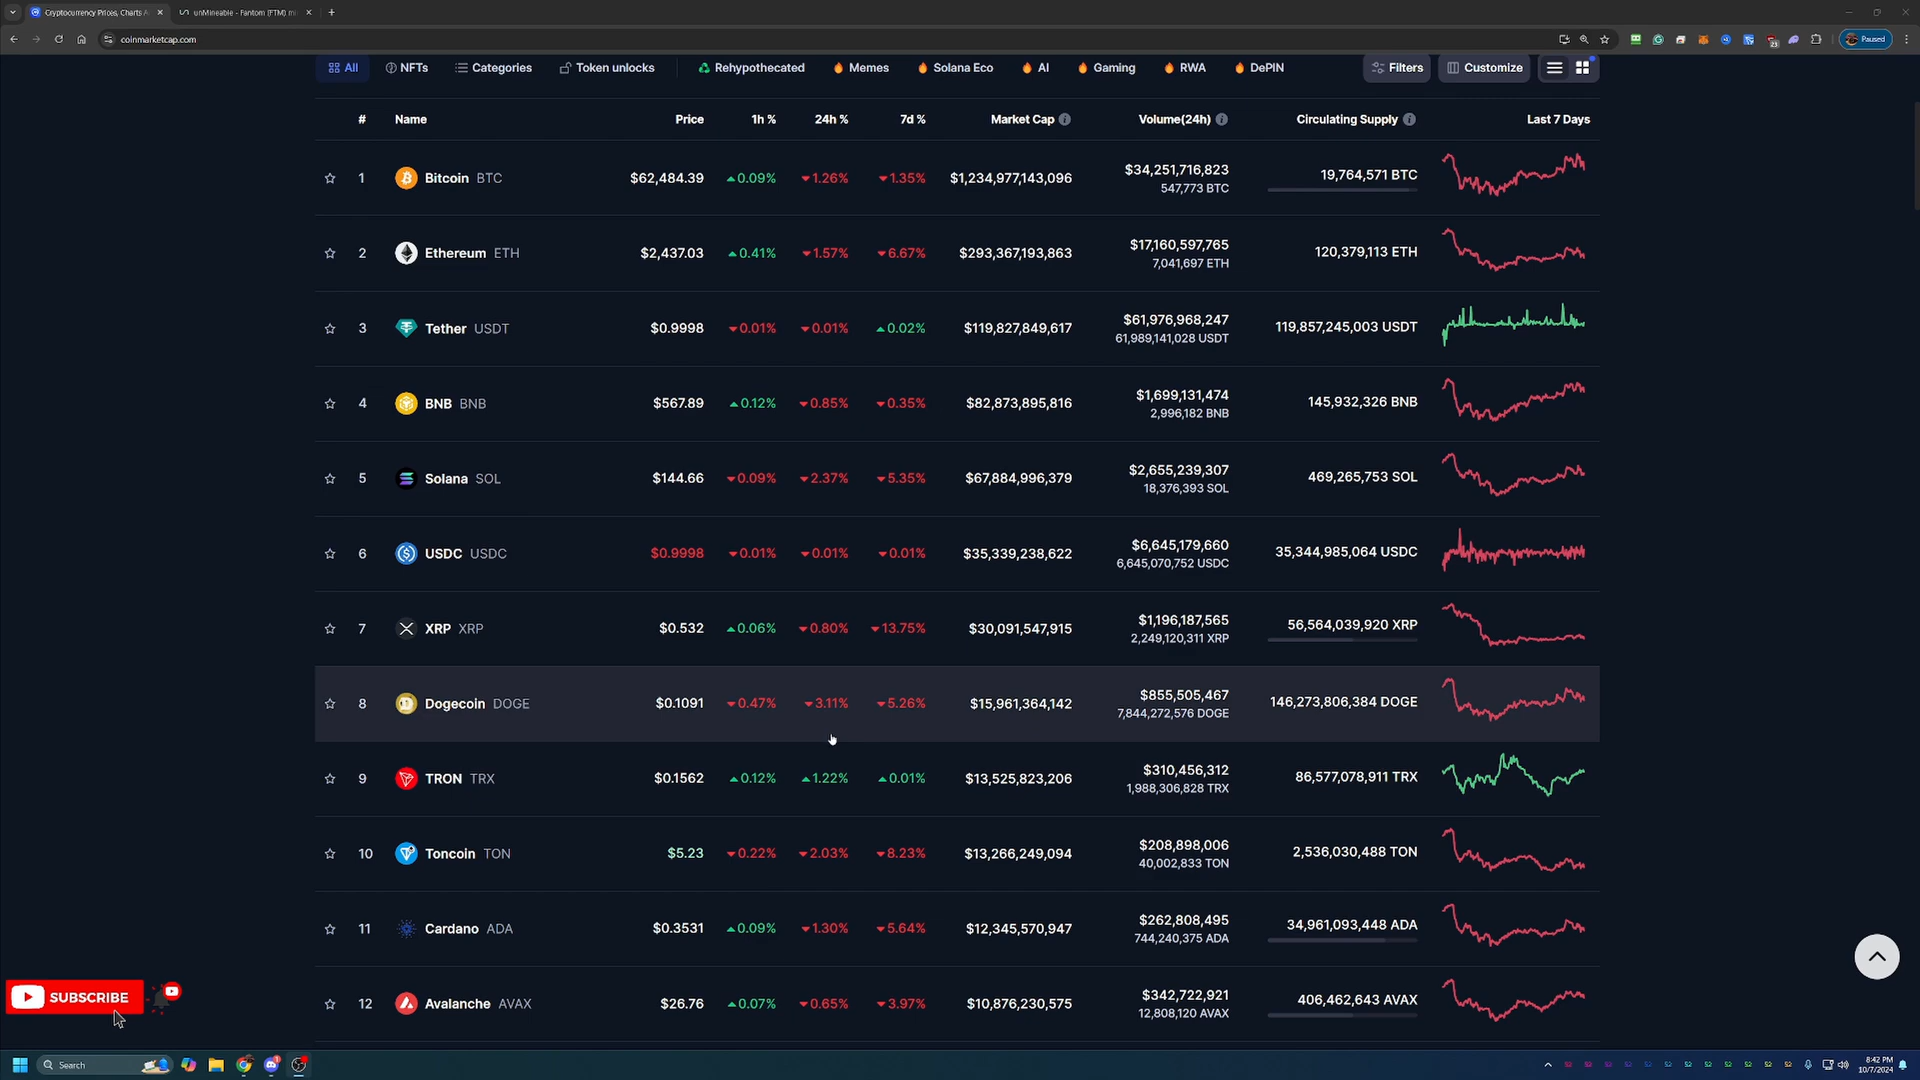 Cryptocurrency Prices, Charts A
unMineable - Fantom (FTM) mi
coinmarketcap.com
23
Paused
All NFTs Categories Token unlocks Rehypothecated Memes Solana Eco AI Gaming RWA DePIN Filters Customize
# Name Price 1h % 24h % 7d % Market Cap Volume(24h) Circulating Supply Last 7 Days
1 Bitcoin BTC $62,484.39 0.09% 1.26% 1.35% $1,234,977,143,096 $34,251,716,823 19,764,571 BTC
547,773 BTC
2 Ethereum ETH $2,437.03 0.41% 1.57% 6.67% $293,367,193,863 $17,160,597,765 120,379,113 ETH
7,041,697 ETH
3 Tether USDT $0.9998 0.01% 0.01% 0.02% $119,827,849,617 $61,976,968,247 119,857,245,003 USDT
61,989,141,028 USDT
4 BNB BNB $567.89 0.12% 0.85% 0.35% $82,873,895,816 $1,699,131,474 145,932,326 BNB
2,996,182 BNB
5 Solana SOL $144.66 0.09% 2.37% 5.35% $67,884,996,379 $2,655,239,307 469,265,753 SOL
18,376,393 SOL
6 USDC USDC $0.9998 0.01% 0.01% 0.01% $35,339,238,622 $6,645,179,660 35,344,985,064 USDC
6,645,070,752 USDC
7 XRP XRP $0.532 0.06% 0.80% 13.75% $30,091,547,915 $1,196,187,565 56,564,039,920 XRP
2,249,120,311 XRP
8 Dogecoin DOGE $0.1091 0.47% 3.11% 5.26% $15,961,364,142 $855,505,467 146,273,806,384 DOGE
7,844,272,576 DOGE
9 TRON TRX $0.1562 0.12% 1.22% 0.01% $13,525,823,206 $310,456,312 86,577,078,911 TRX
1,988,306,828 TRX
10 Toncoin TON $5.23 0.22% 2.03% 8.23% $13,266,249,094 $208,898,006 2,536,030,488 TON
40,002,833 TON
11 Cardano ADA $0.3531 0.09% 1.30% 5.64% $12,345,570,947 $262,808,495 34,961,093,448 ADA
744,240,375 ADA
12 Avalanche AVAX $26.76 0.07% 0.65% 3.97% $10,876,230,575 $342,722,921 406,462,643 AVAX
12,808,120 AVAX
SUBSCRIBE
Search
8:42 PM
10/7/2024